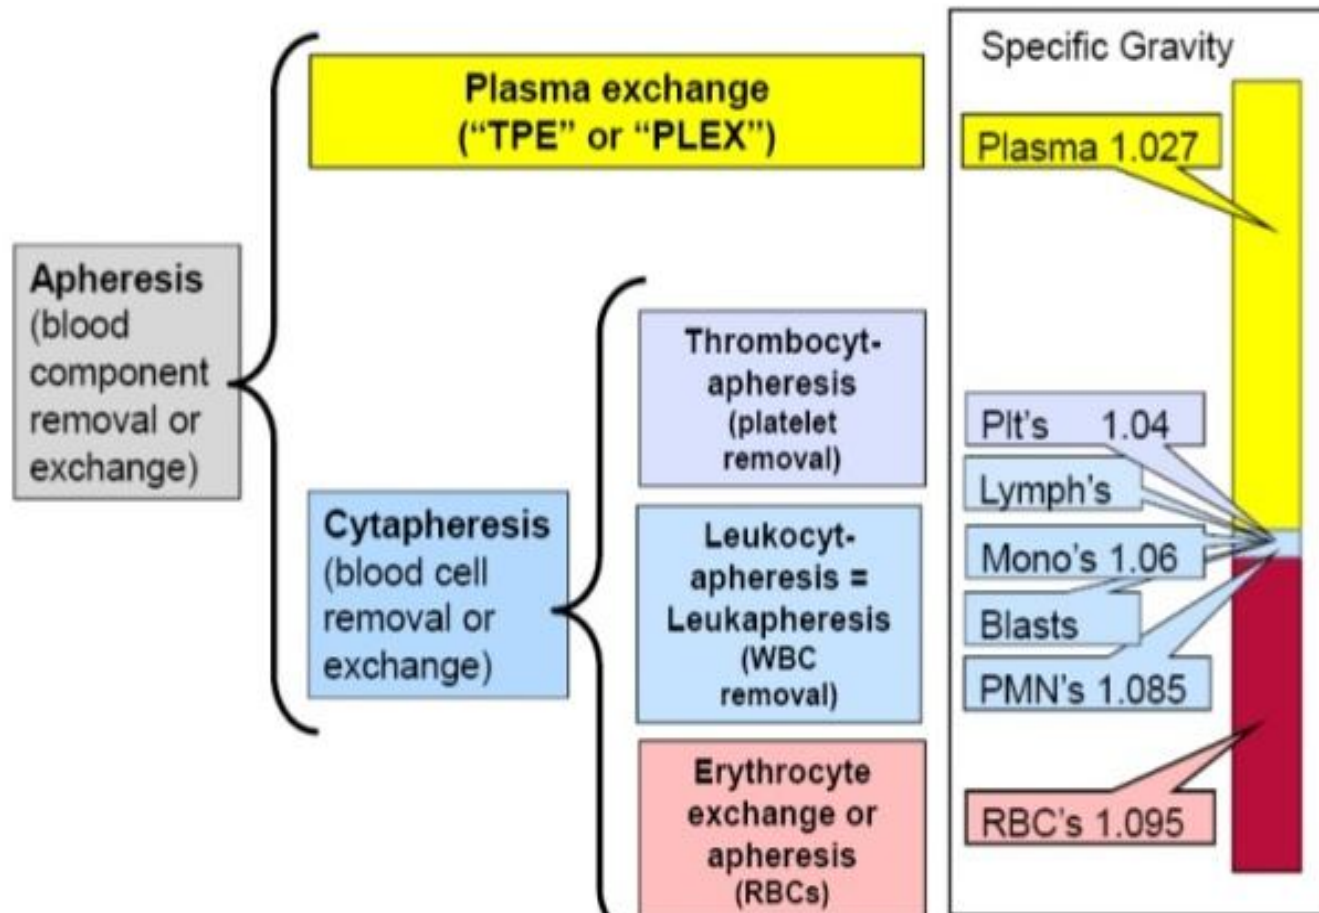 Apheresis
(blood
component
removal or
exchange)
Plasma exchange
(“TPE” or “PLEX”)
Cytapheresis
(blood cell
removal or
exchange)
Thrombocyt-
apheresis
(platelet
removal)
Leukocyt-
apheresis =
Leukapheresis
(WBC
removal)
Erythrocyte
exchange or
apheresis
(RBCs)
Specific Gravity
Plasma 1.027
Plt’s 1.04
Lymph’s
Mono’s 1.06
Blasts
PMN’s 1.085
RBC’s 1.095